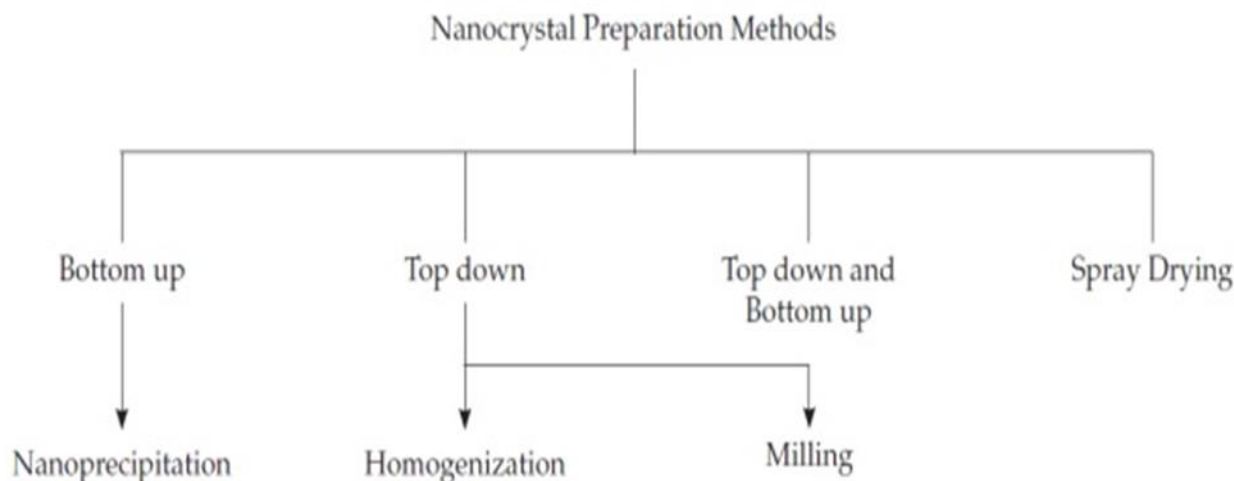 Nanocrystal Preparation Methods
Bottom up
Top down
Top down and
Bottom up
Spray Drying
Nanoprecipitation
Homogenization
Milling